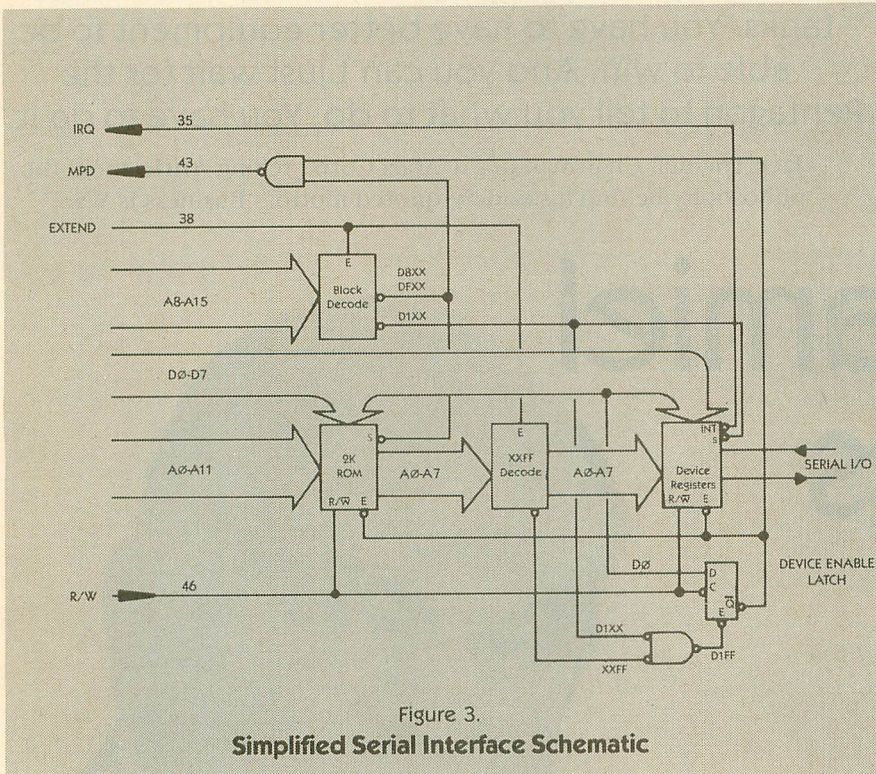 IRQ 35
MPD 43
EXTEND 38
E
Block
Decode
D8XX
DFXX
D1XX
A8-A15
DØ-D7
S
2K
ROM
R/W E
AØ-A11
AØ-A7
E
XXFF
Decode
AØ-A7
INT
S
Device
Registers
R/W E
SERIAL I/O
DEVICE ENABLE
LATCH
DØ
D
C
Q
E
R/W 46
D1XX
XXFF
D1FF
Figure 3.
Simplified Serial Interface Schematic